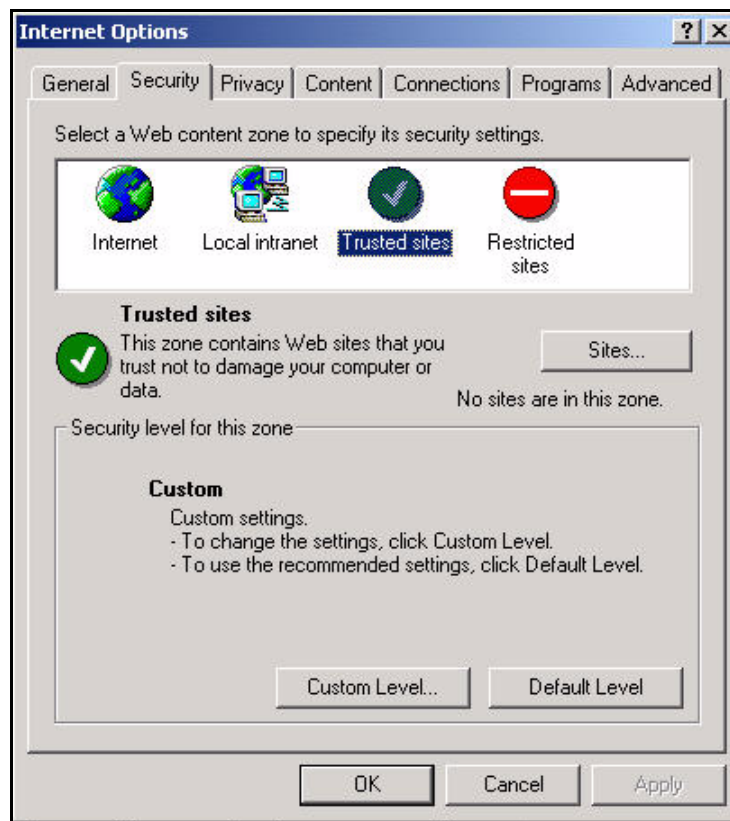 Internet Options
General Security Privacy Content Connections Programs Advanced
Select a Web content zone to specify its security settings.
Internet Local intranet Trusted sites Restricted
sites
Trusted sites
This zone contains Web sites that you
trust not to damage your computer or
data.
Sites...
No sites are in this zone.
Security level for this zone
Custom
Custom settings.
- To change the settings, click Custom Level.
- To use the recommended settings, click Default Level.
Custom Level... Default Level
OK Cancel Apply